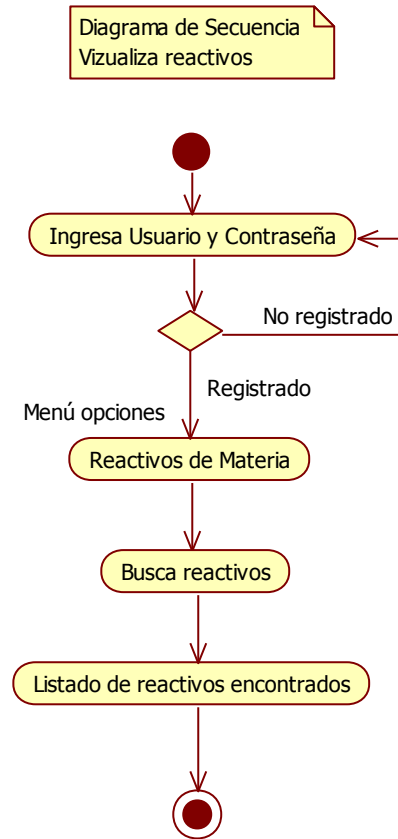 Diagrama de Secuencia
Vizualiza reactivos
Ingresa Usuario y Contraseña
No registrado
Registrado
Menú opciones
Reactivos de Materia
Busca reactivos
Listado de reactivos encontrados